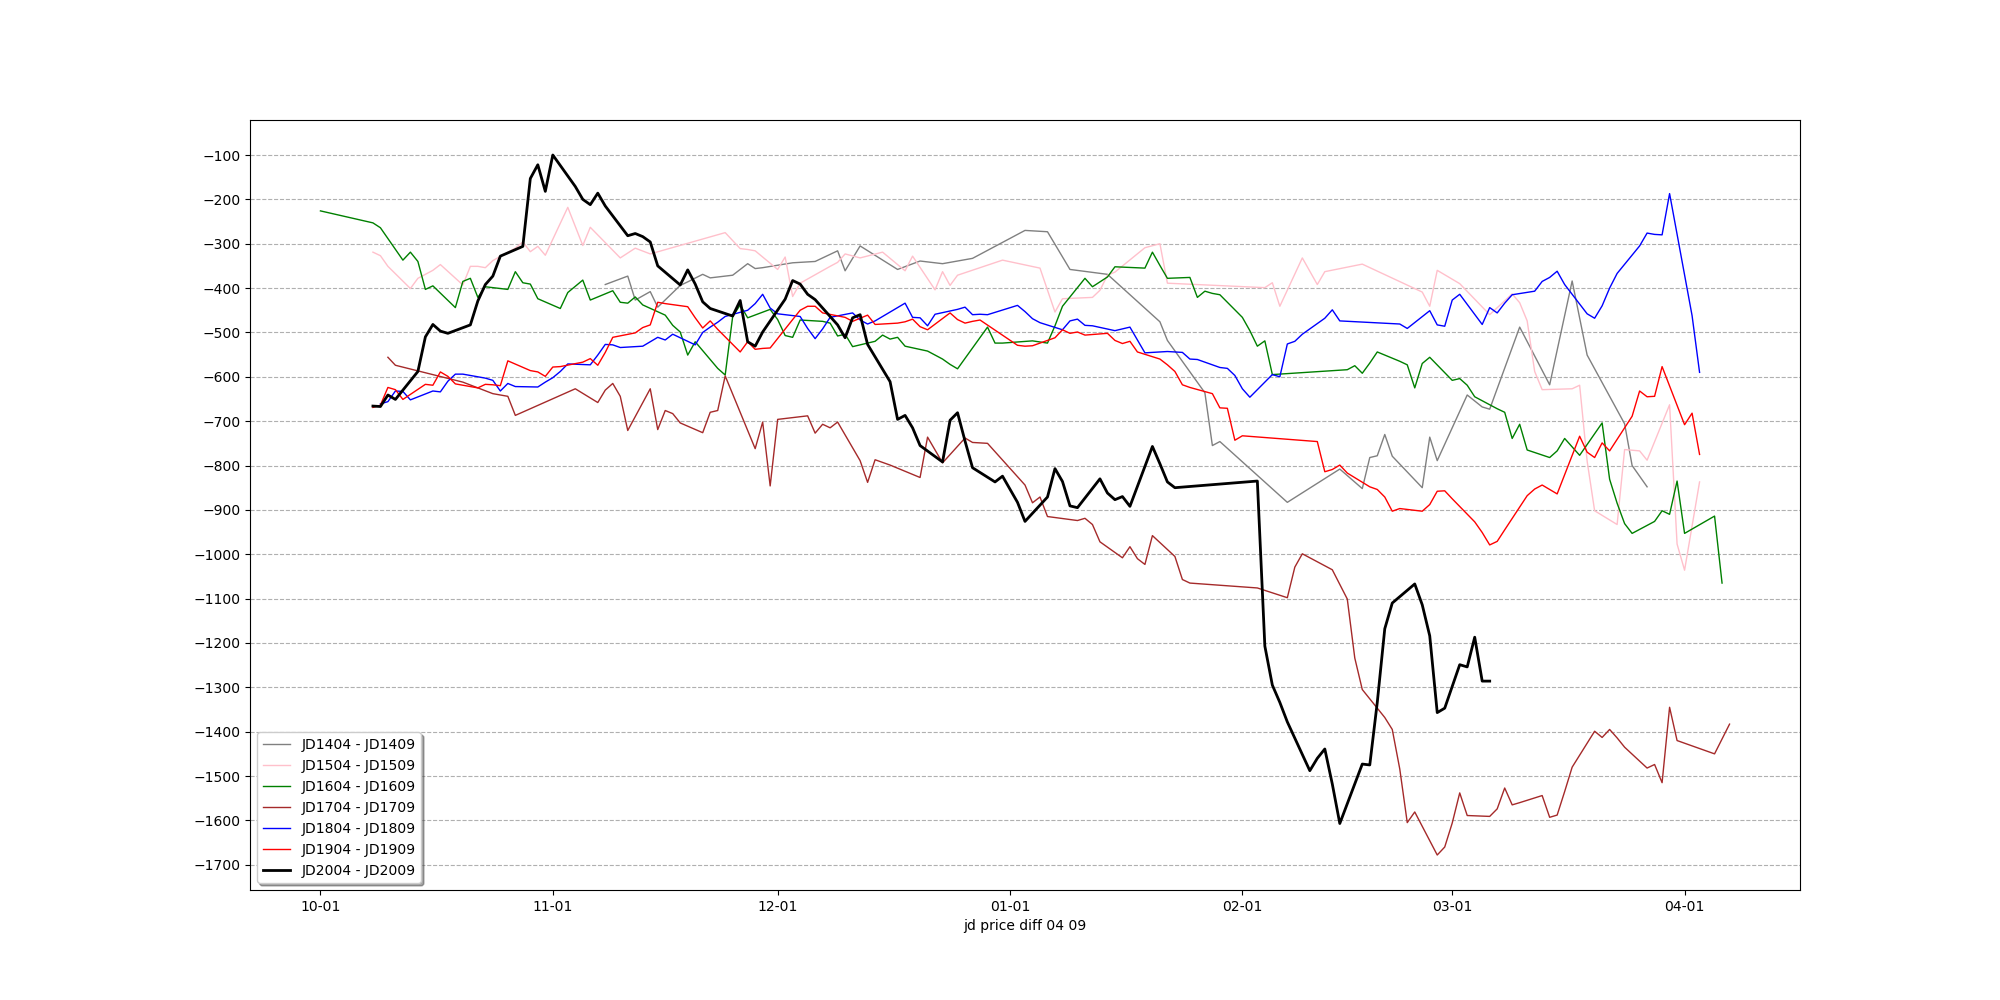 −100
−200
−300
−400
−500
−600
−700
−800
−900
−1000
−1100
−1200
−1300
−1400
−1500
−1600
−1700
JD1404 - JD1409
JD1504 - JD1509
JD1604 - JD1609
JD1704 - JD1709
JD1804 - JD1809
JD1904 - JD1909
JD2004 - JD2009
10-01 11-01 12-01 01-01 02-01 03-01 04-01
jd price diff 04 09